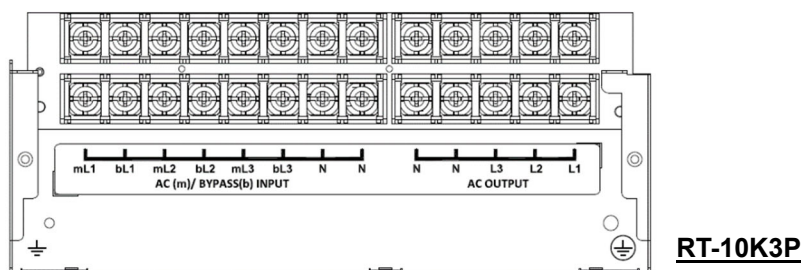 mL1 bL1 mL2 bL2 mL3 bL3 N N N N L3 L2 L1
AC (m)/ BYPASS(b) INPUT AC OUTPUT
RT-10K3P